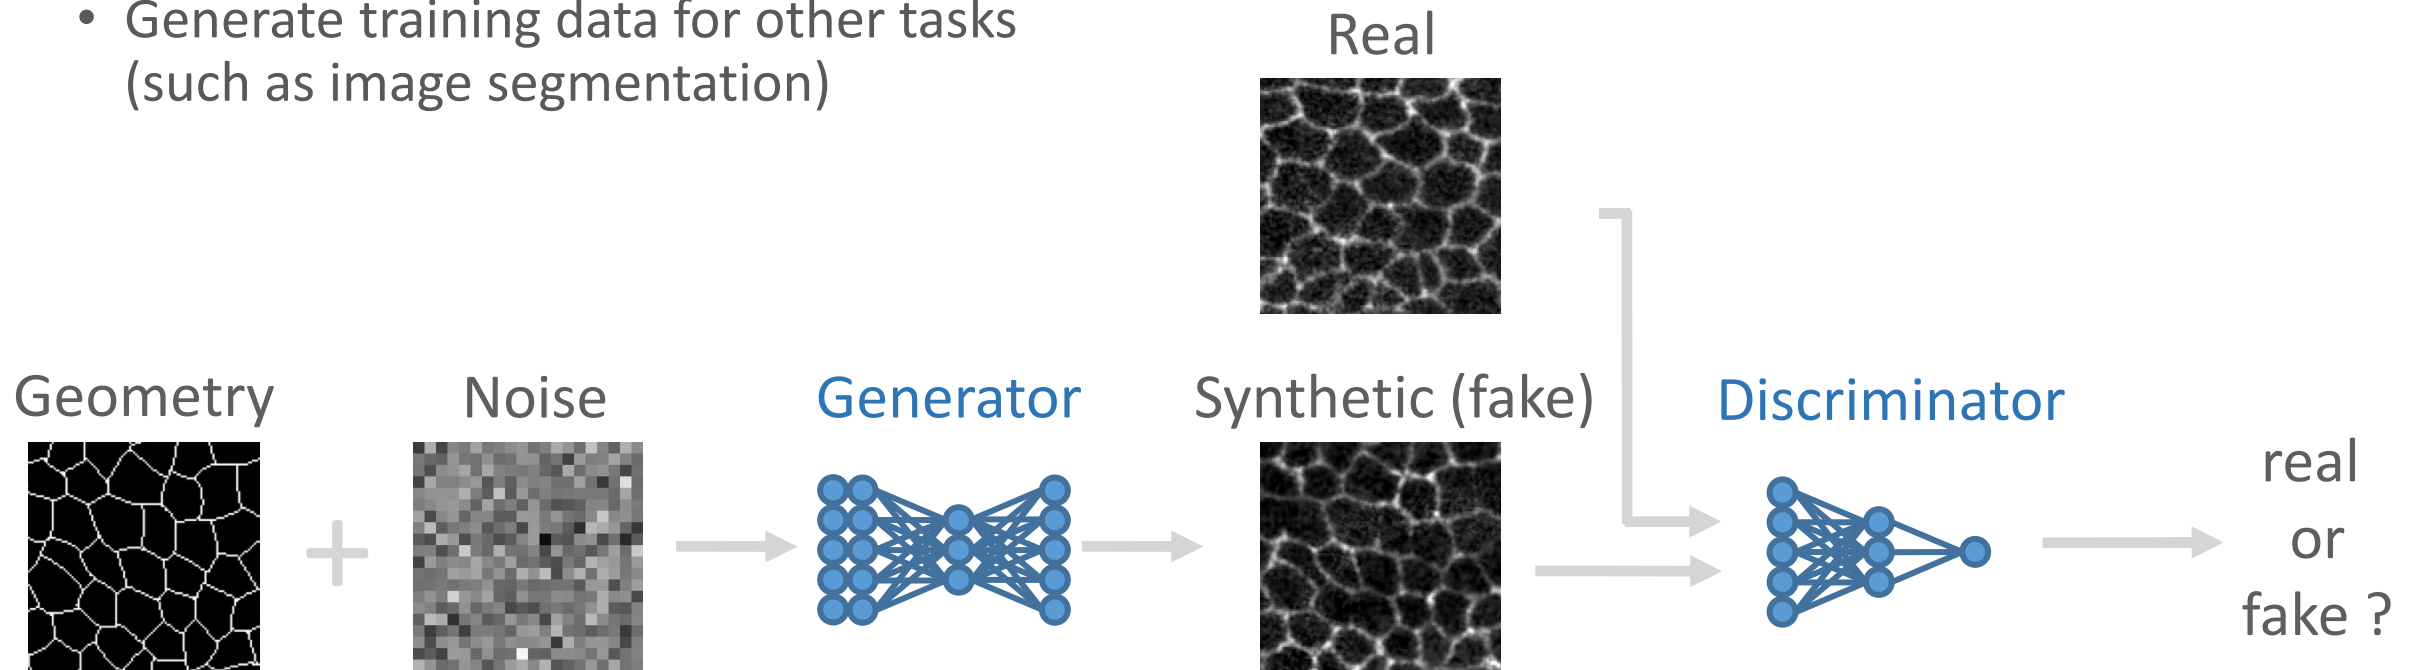 • Generate training data for other tasks
(such as image segmentation)
Real
Geometry
Noise
Generator
Synthetic (fake)
Discriminator
real
or
fake ?